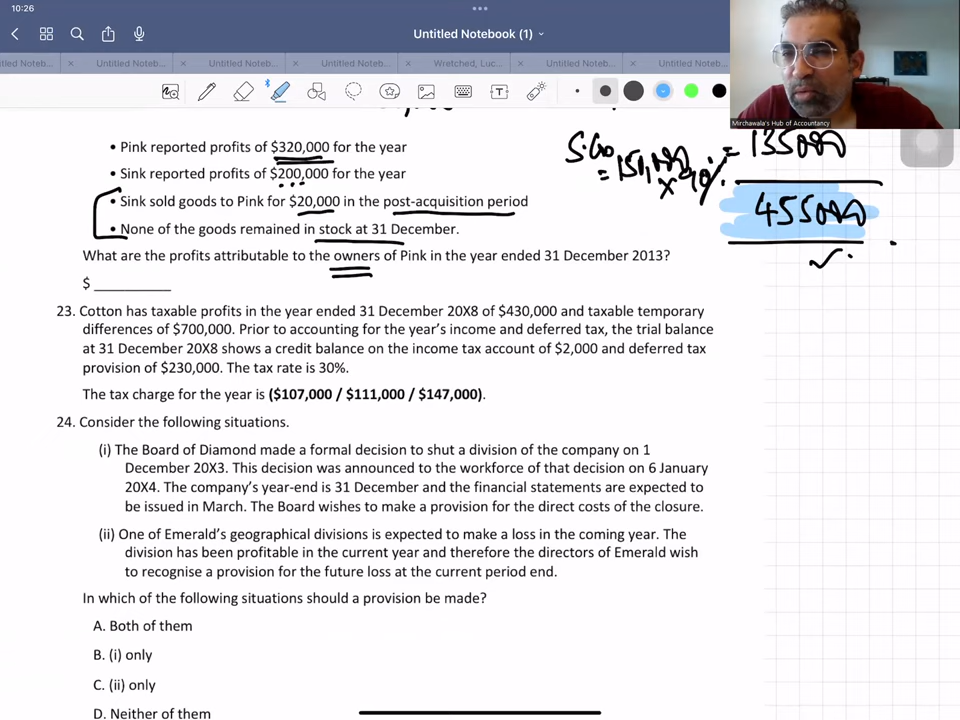 10:26
Untitled Notebook (1)
tled Noteb...
Untitled Noteb...
Untitled Noteb...
Untitled Noteb...
Wretched, Luc...
Untitled Noteb...
Untitled Noteb...
Mirchawala's Hub of Accountancy
• Pink reported profits of $320,000 for the year
• Sink reported profits of $200,000 for the year
• Sink sold goods to Pink for $20,000 in the post-acquisition period
• None of the goods remained in stock at 31 December.
What are the profits attributable to the owners of Pink in the year ended 31 December 2013?
$ __________
= 135000
= 150,000 x 90%
455000
23. Cotton has taxable profits in the year ended 31 December 20X8 of $430,000 and taxable temporary
differences of $700,000. Prior to accounting for the year's income and deferred tax, the trial balance
at 31 December 20X8 shows a credit balance on the income tax account of $2,000 and deferred tax
provision of $230,000. The tax rate is 30%.
The tax charge for the year is ($107,000 / $111,000 / $147,000).
24. Consider the following situations.
(i) The Board of Diamond made a formal decision to shut a division of the company on 1
December 20X3. This decision was announced to the workforce of that decision on 6 January
20X4. The company's year-end is 31 December and the financial statements are expected to
be issued in March. The Board wishes to make a provision for the direct costs of the closure.
(ii) One of Emerald's geographical divisions is expected to make a loss in the coming year. The
division has been profitable in the current year and therefore the directors of Emerald wish
to recognise a provision for the future loss at the current period end.
In which of the following situations should a provision be made?
A. Both of them
B. (i) only
C. (ii) only
D. Neither of them